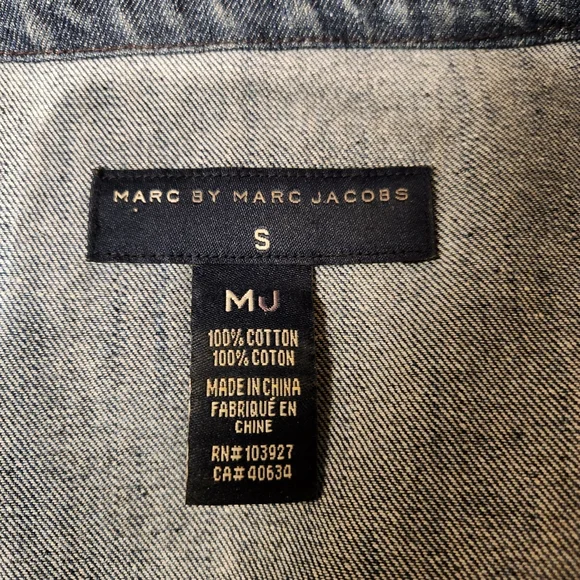 MARC BY MARC JACOBS
S
MJ
100% COTTON
100% COTON
MADE IN CHINA
FABRIQUÉ EN
CHINE
RN# 103927
CA# 40634